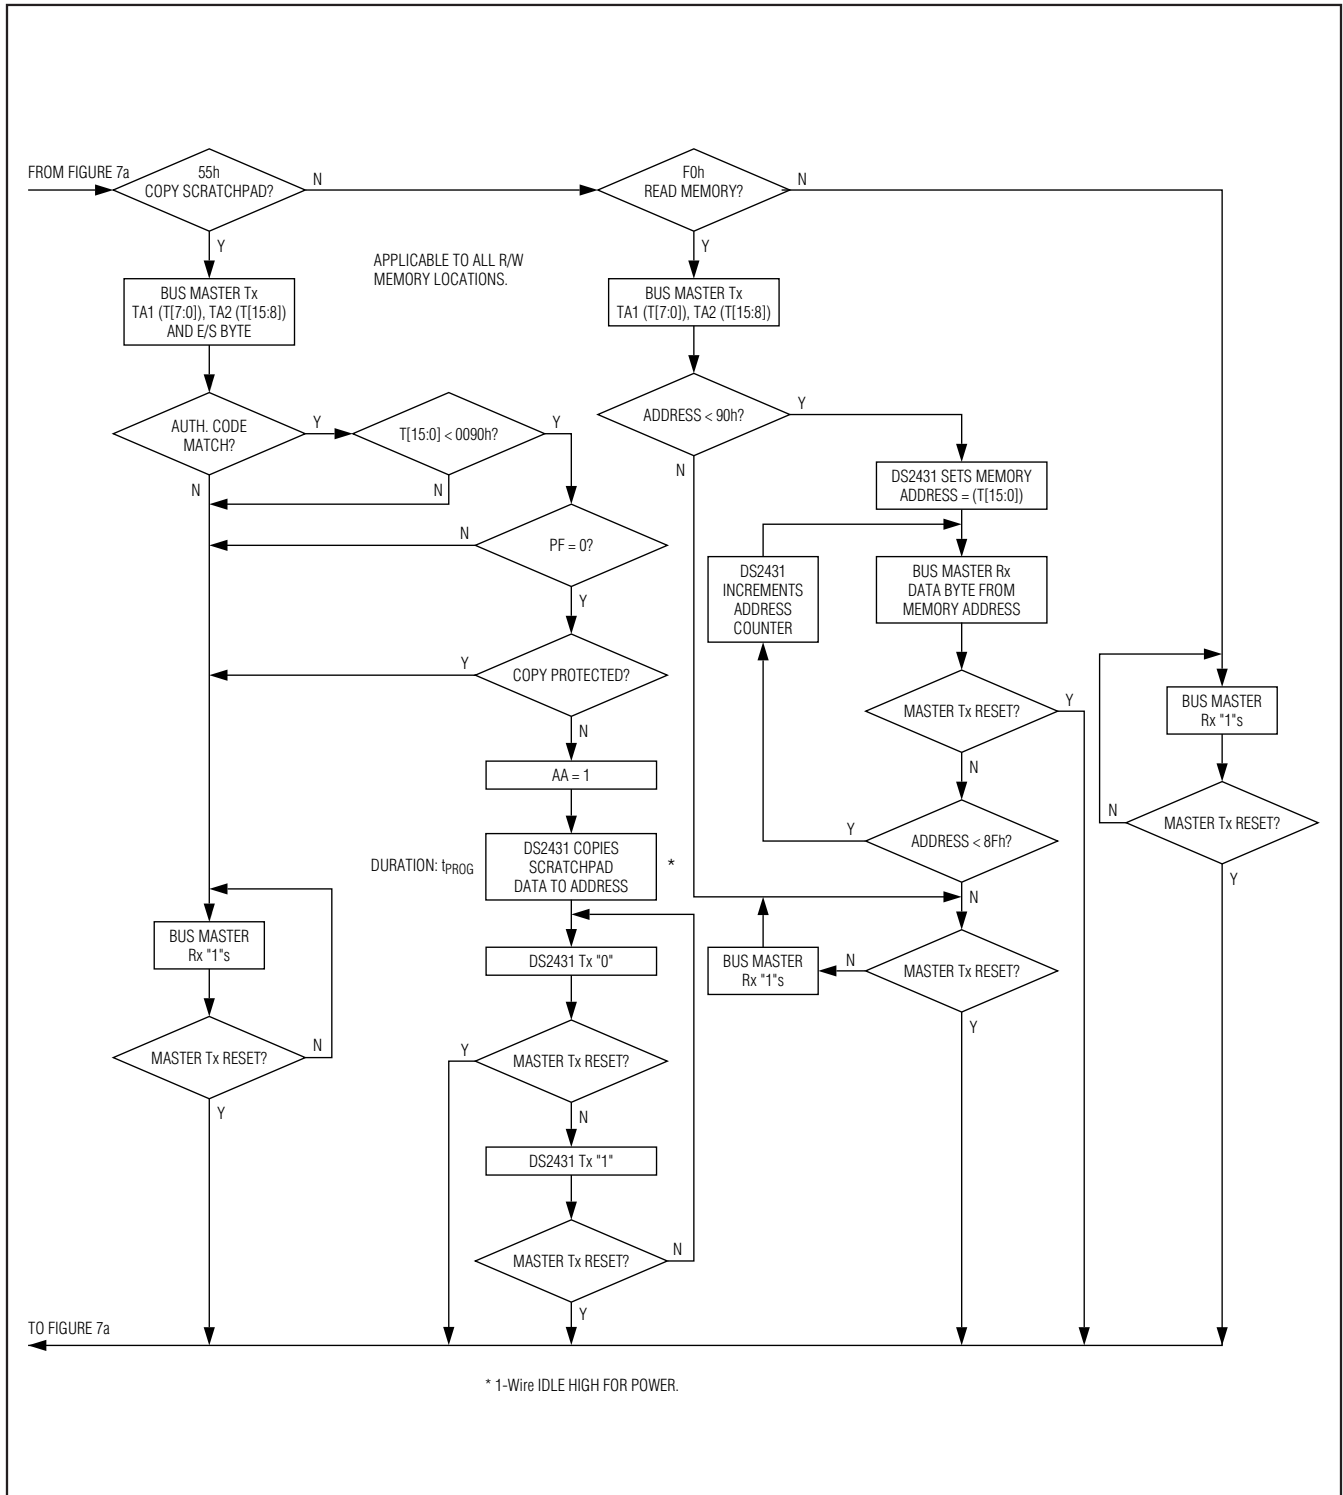 FROM FIGURE 7a
55h
COPY SCRATCHPAD?
N
F0h
READ MEMORY?
N
Y
APPLICABLE TO ALL R/W
MEMORY LOCATIONS.
Y
BUS MASTER Tx
TA1 (T[7:0]), TA2 (T[15:8])
AND E/S BYTE
BUS MASTER Tx
TA1 (T[7:0]), TA2 (T[15:8])
AUTH. CODE
MATCH?
Y
N
T[15:0] < 0090h?
Y
N
ADDRESS < 90h?
Y
N
PF = 0?
N
Y
COPY PROTECTED?
Y
N
AA = 1
DURATION: tPROG
DS2431 COPIES
SCRATCHPAD
DATA TO ADDRESS
*
DS2431 Tx "0"
MASTER Tx RESET?
Y
N
DS2431 Tx "1"
MASTER Tx RESET?
N
Y
BUS MASTER
Rx "1"s
MASTER Tx RESET?
N
Y
DS2431 SETS MEMORY
ADDRESS = (T[15:0])
DS2431
INCREMENTS
ADDRESS
COUNTER
BUS MASTER Rx
DATA BYTE FROM
MEMORY ADDRESS
MASTER Tx RESET?
Y
N
ADDRESS < 8Fh?
Y
N
BUS MASTER
Rx "1"s
N
MASTER Tx RESET?
Y
BUS MASTER
Rx "1"s
N
MASTER Tx RESET?
Y
TO FIGURE 7a
* 1-Wire IDLE HIGH FOR POWER.